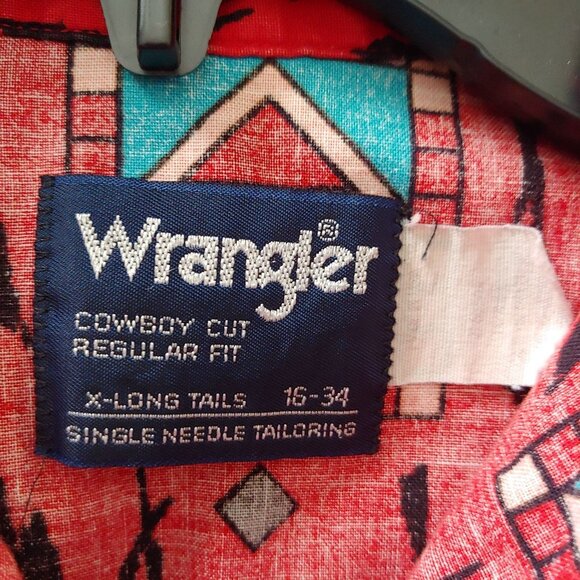 Wrangler®
COWBOY CUT
REGULAR FIT
X-LONG TAILS 16-34
SINGLE NEEDLE TAILORING